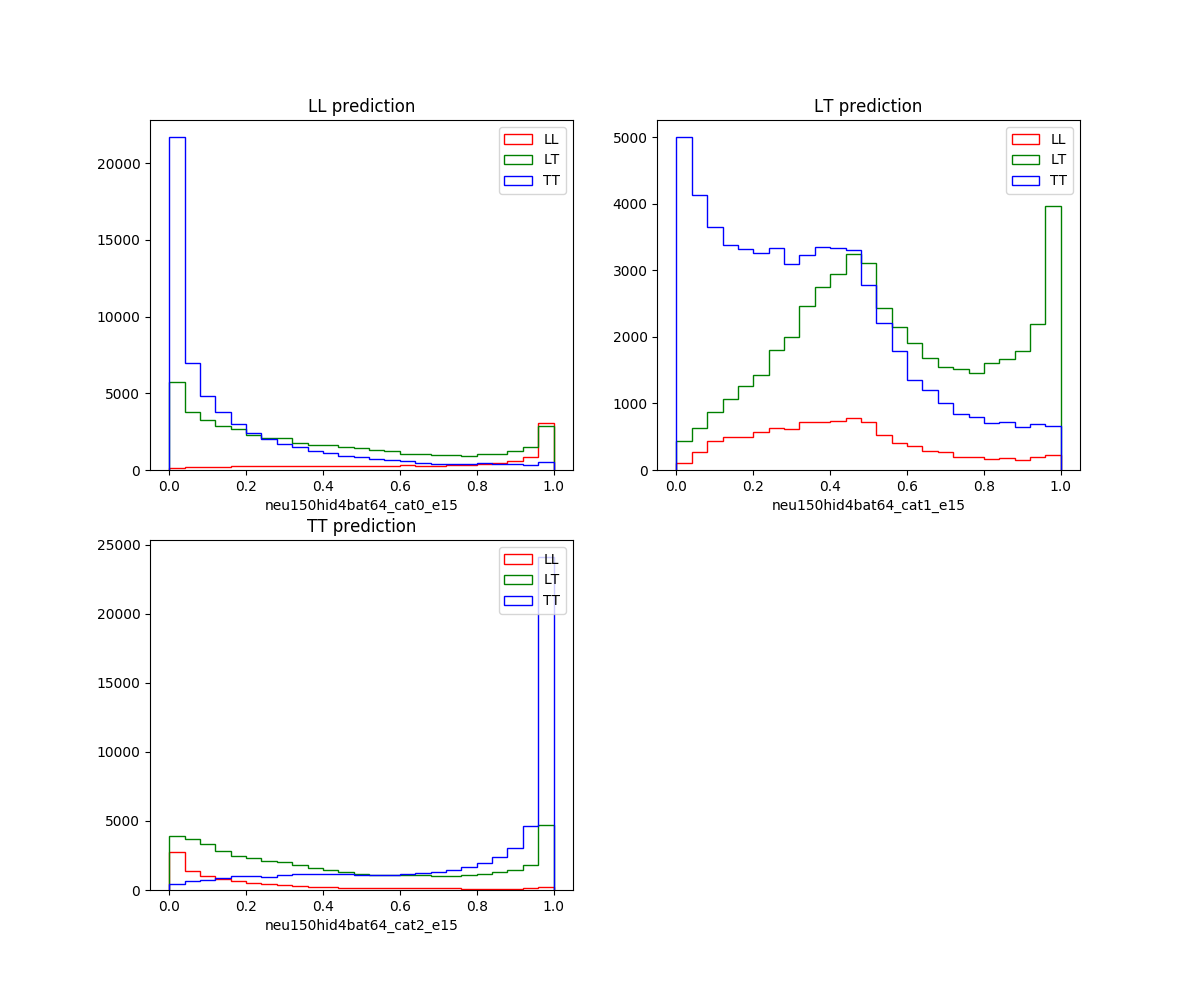 LL prediction
20000
15000
10000
5000
0
LL
LT
TT
0.0 0.2 0.4 0.6 0.8 1.0
neu150hid4bat64_cat0_e15
LT prediction
5000
4000
3000
2000
1000
0
LL
LT
TT
0.0 0.2 0.4 0.6 0.8 1.0
neu150hid4bat64_cat1_e15
TT prediction
25000
20000
15000
10000
5000
0
LL
LT
TT
0.0 0.2 0.4 0.6 0.8 1.0
neu150hid4bat64_cat2_e15